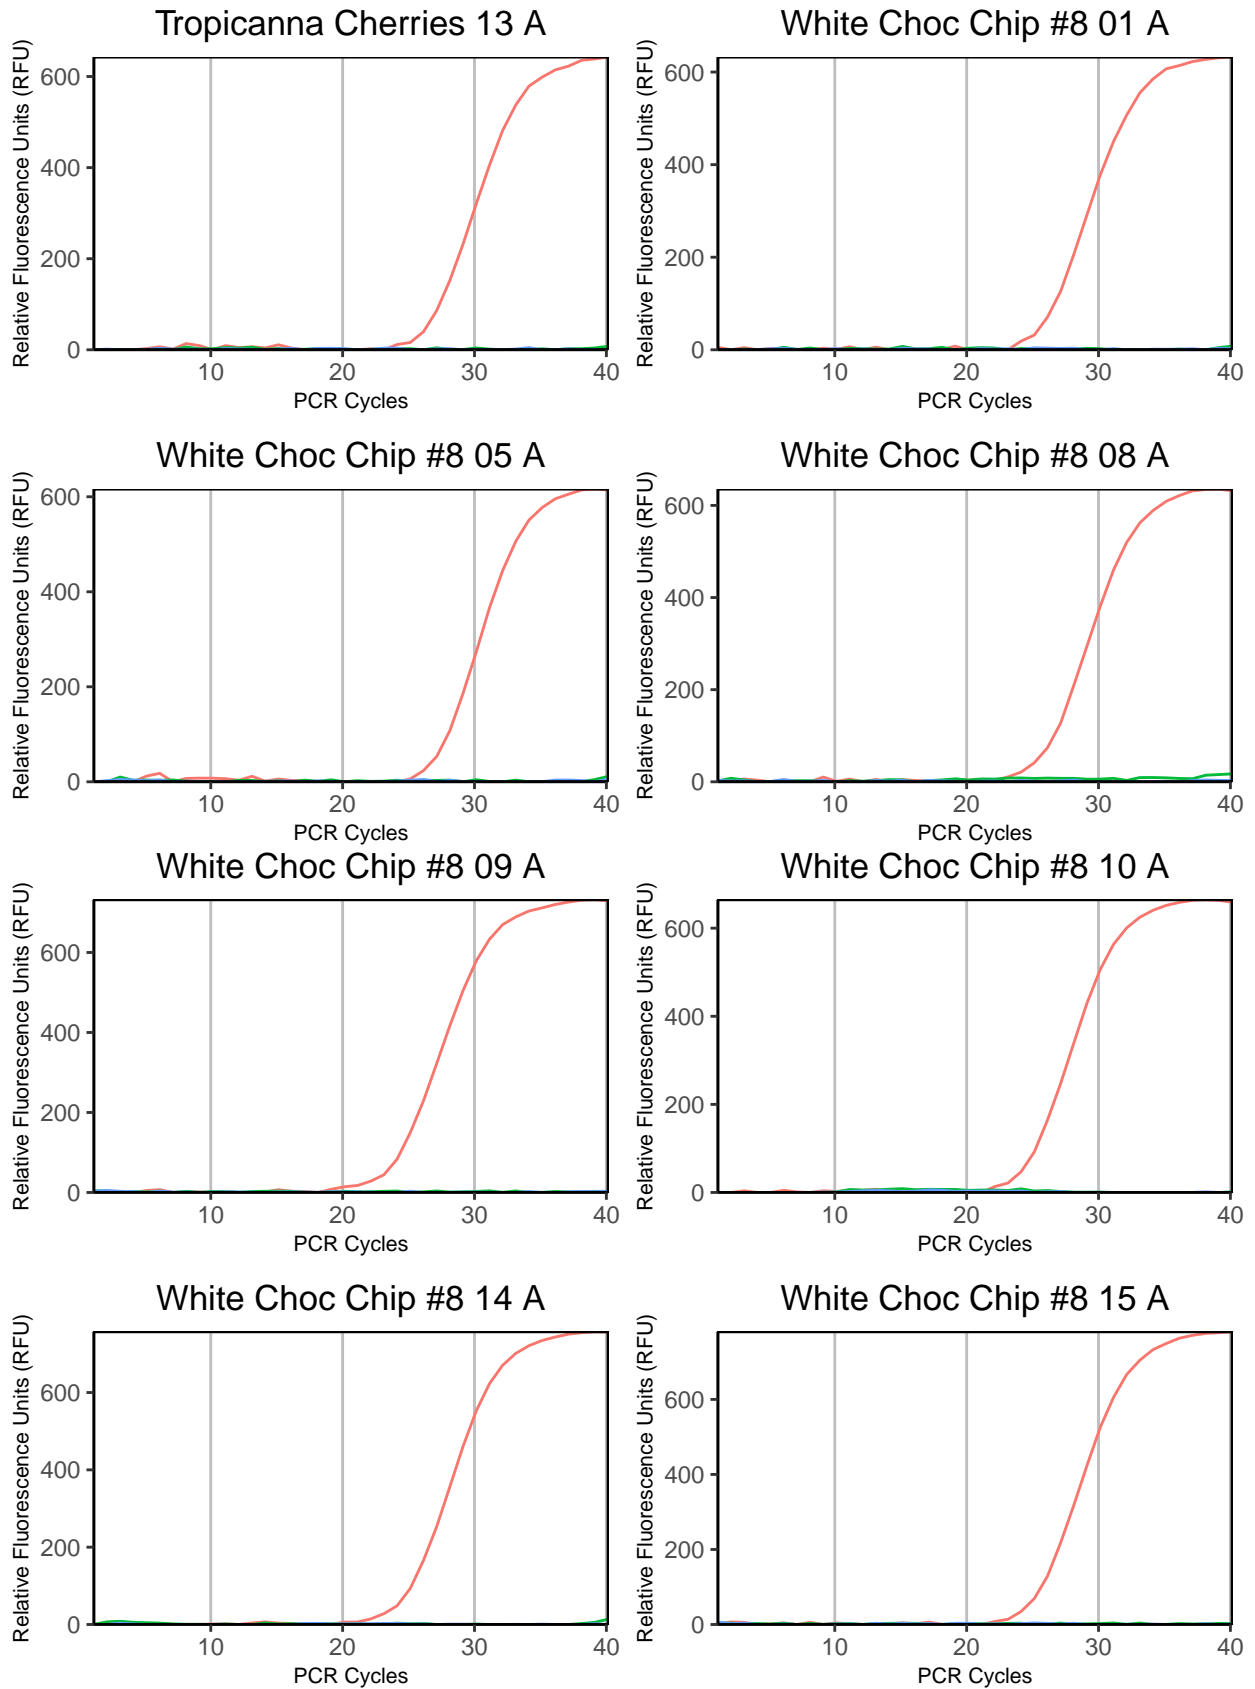 Tropicanna Cherries 13 A
Relative Fluorescence Units (RFU)
600
400
200
0
10 20 30 40
PCR Cycles
White Choc Chip #8 01 A
Relative Fluorescence Units (RFU)
600
400
200
0
10 20 30 40
PCR Cycles
White Choc Chip #8 05 A
Relative Fluorescence Units (RFU)
600
400
200
0
10 20 30 40
PCR Cycles
White Choc Chip #8 08 A
Relative Fluorescence Units (RFU)
600
400
200
0
10 20 30 40
PCR Cycles
White Choc Chip #8 09 A
Relative Fluorescence Units (RFU)
600
400
200
0
10 20 30 40
PCR Cycles
White Choc Chip #8 10 A
Relative Fluorescence Units (RFU)
600
400
200
0
10 20 30 40
PCR Cycles
White Choc Chip #8 14 A
Relative Fluorescence Units (RFU)
600
400
200
0
10 20 30 40
PCR Cycles
White Choc Chip #8 15 A
Relative Fluorescence Units (RFU)
600
400
200
0
10 20 30 40
PCR Cycles